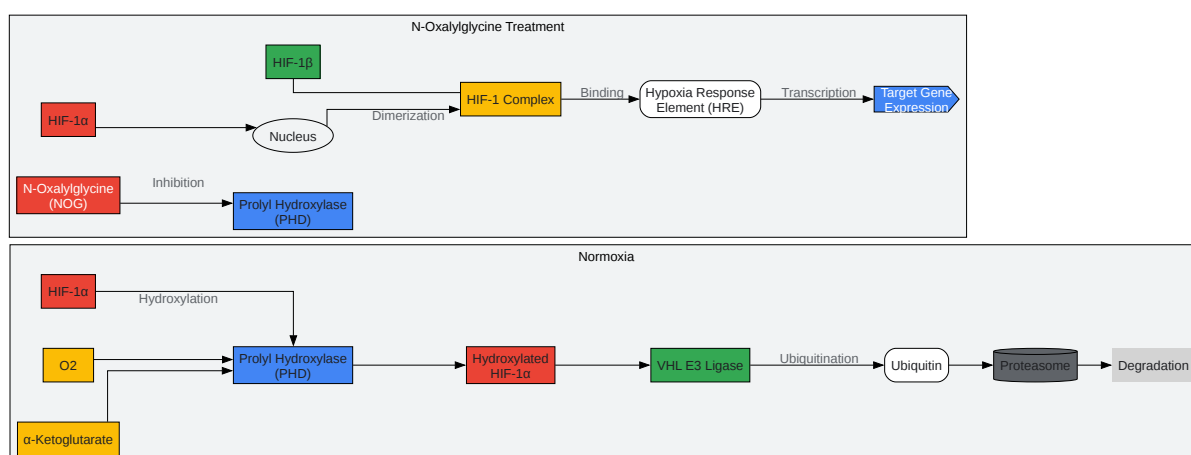 N-Oxalylglycine Treatment
HIF-1β
HIF-1α
Nucleus
Dimerization
HIF-1 Complex
Binding
Hypoxia Response
Element (HRE)
Transcription
Target Gene
Expression
N-Oxalylglycine
(NOG)
Inhibition
Prolyl Hydroxylase
(PHD)
Normoxia
HIF-1α
Hydroxylation
O2
α-Ketoglutarate
Prolyl Hydroxylase
(PHD)
Hydroxylated
HIF-1α
VHL E3 Ligase
Ubiquitination
Ubiquitin
Proteasome
Degradation